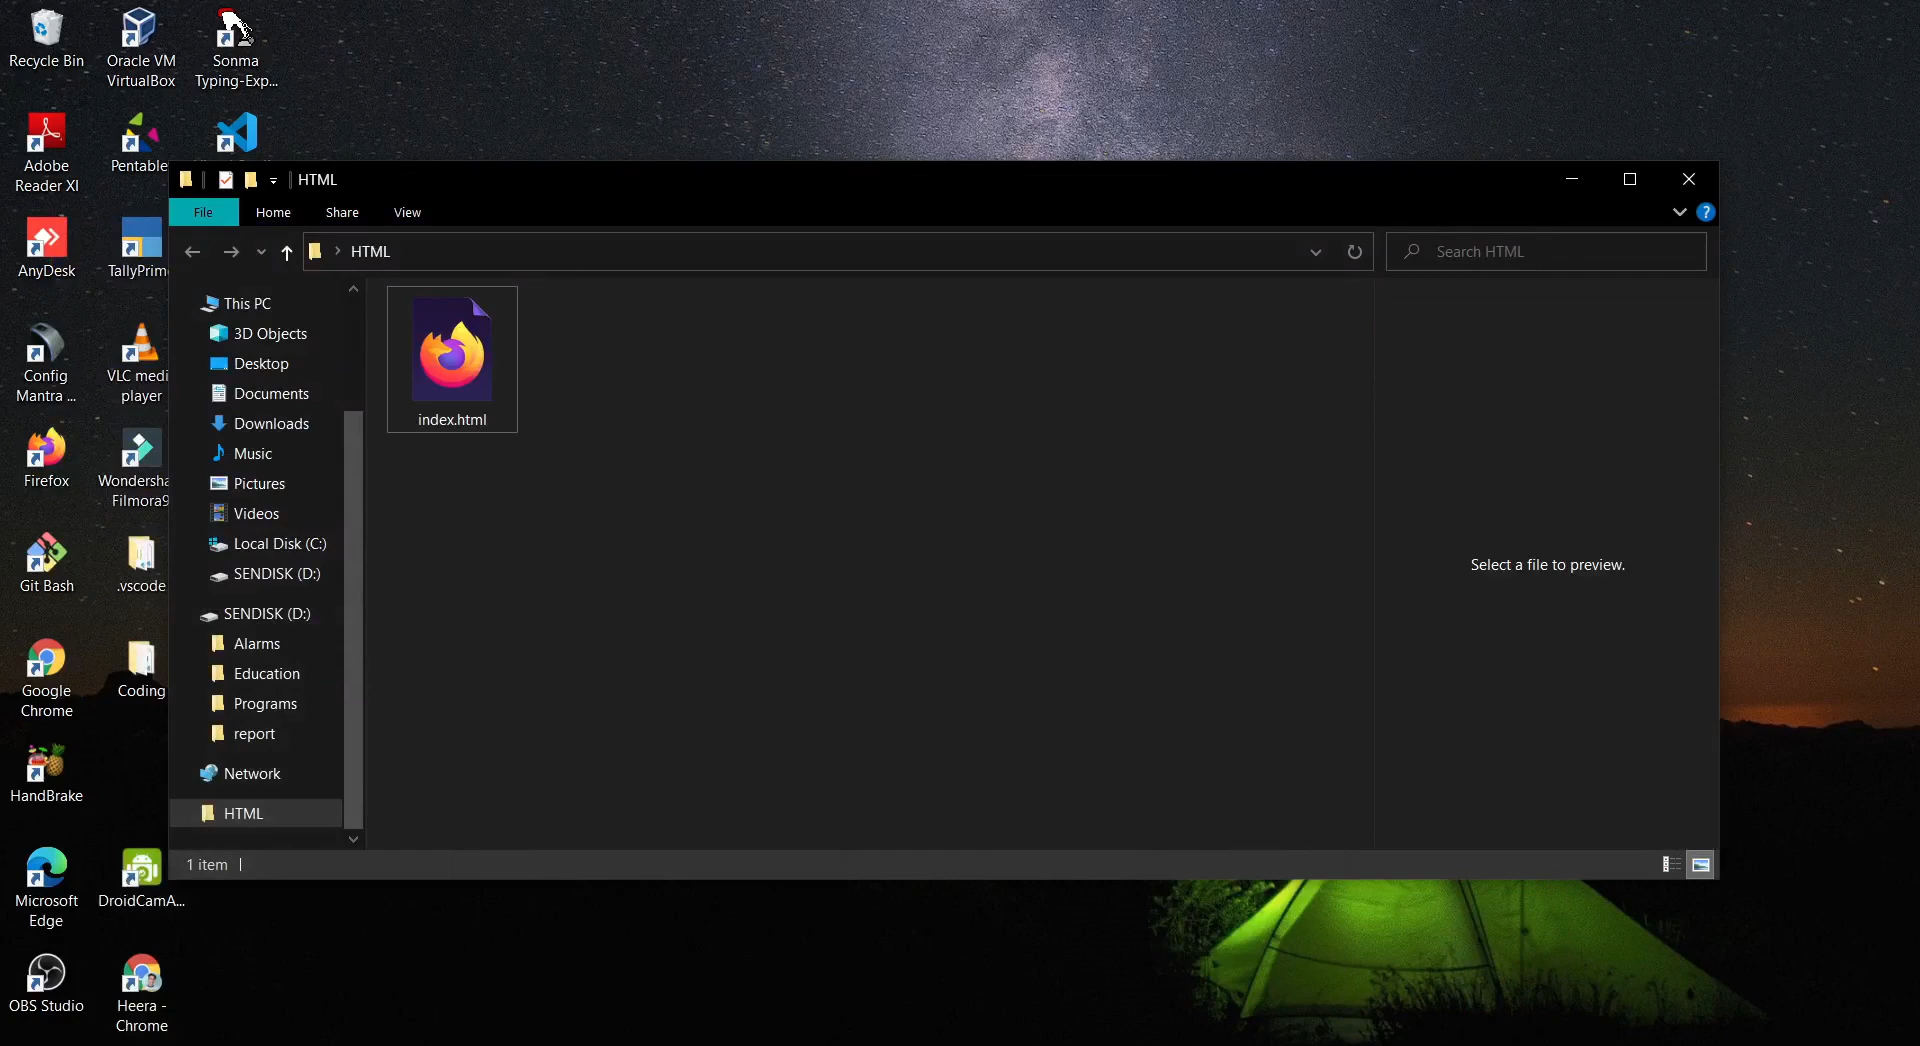 Recycle Bin
Oracle VM
VirtualBox
Sonma
Typing-Exp...
Adobe
Reader XI
Pentable
AnyDesk
TallyPrim
Config
Mantra ...
VLC medi
player
Firefox
Wondersha
Filmora9
Git Bash
.vscode
Google
Chrome
Coding
HandBrake
Microsoft
Edge
DroidCamA...
OBS Studio
Heera -
Chrome
HTML
File Home Share View
?
HTML
Search HTML
This PC
3D Objects
Desktop
Documents
Downloads
Music
Pictures
Videos
Local Disk (C:)
SENDISK (D:)
SENDISK (D:)
Alarms
Education
Programs
report
Network
HTML
index.html
Select a file to preview.
1 item